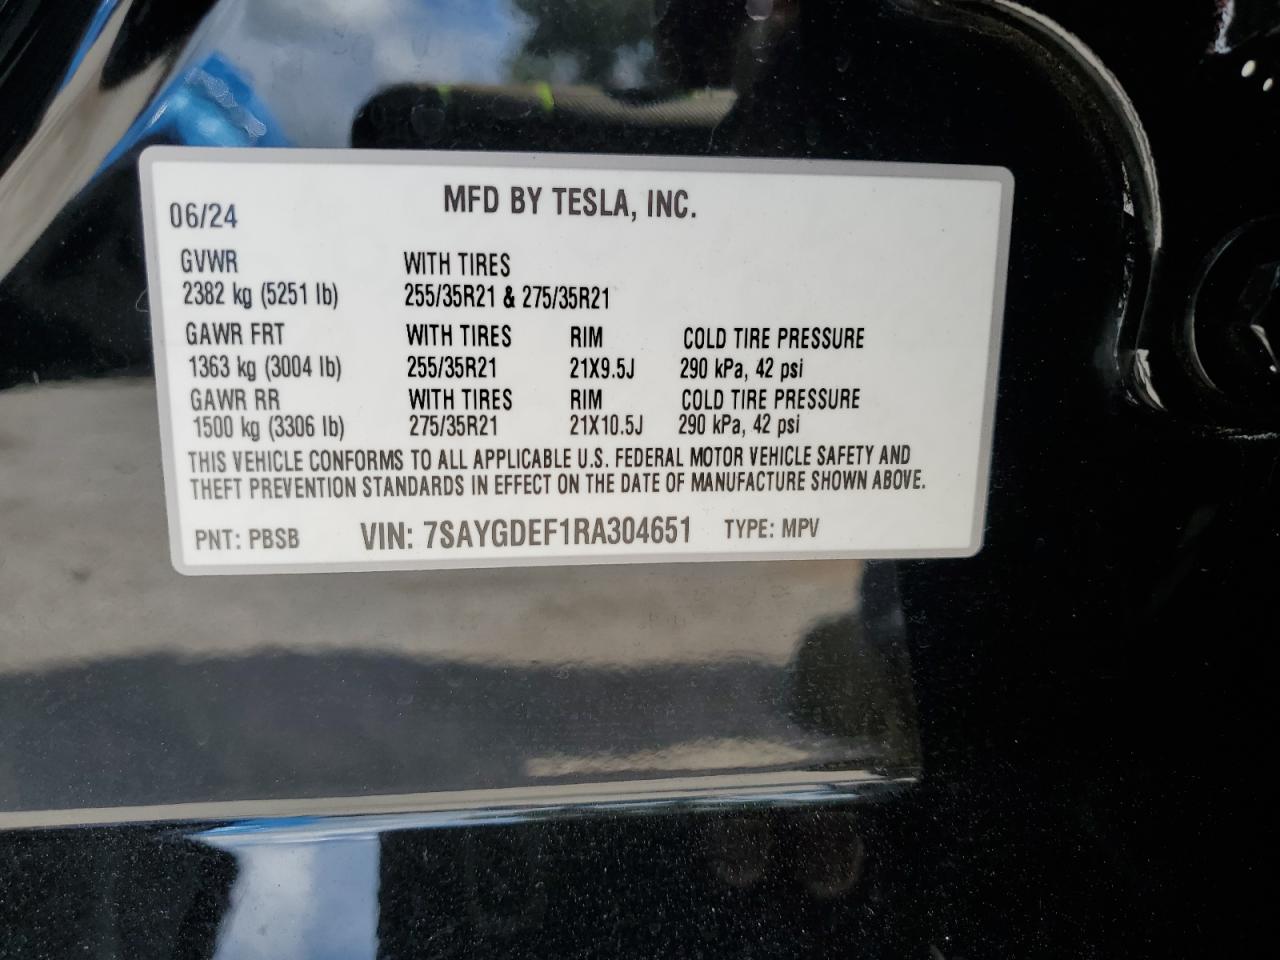 06/24 MFD BY TESLA, INC.
GVWR WITH TIRES
2382 kg (5251 lb) 255/35R21 & 275/35R21
GAWR FRT WITH TIRES RIM COLD TIRE PRESSURE
1363 kg (3004 lb) 255/35R21 21X9.5J 290 kPa, 42 psi
GAWR RR WITH TIRES RIM COLD TIRE PRESSURE
1500 kg (3306 lb) 275/35R21 21X10.5J 290 kPa, 42 psi
THIS VEHICLE CONFORMS TO ALL APPLICABLE U.S. FEDERAL MOTOR VEHICLE SAFETY AND
THEFT PREVENTION STANDARDS IN EFFECT ON THE DATE OF MANUFACTURE SHOWN ABOVE.
PNT: PBSB VIN: 7SAYGDEF1RA304651 TYPE: MPV